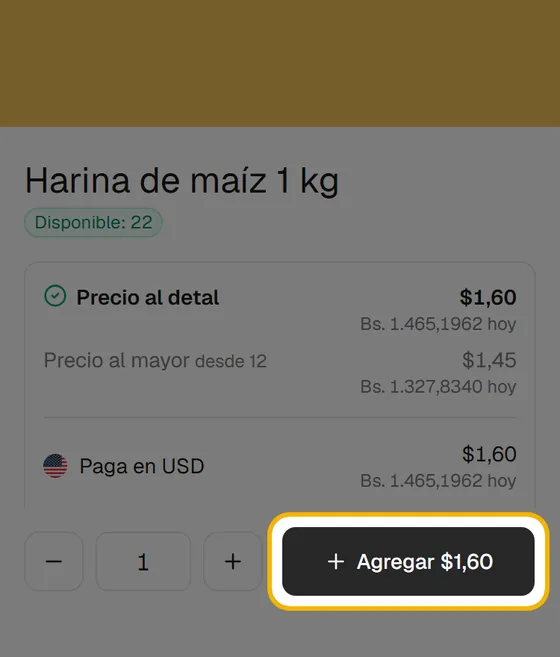 Harina de maíz 1 kg
Disponible: 22
Precio al detal $1,60
Bs. 1.465,1962 hoy
Precio al mayor desde 12 $1,45
Bs. 1.327,8340 hoy
Paga en USD $1,60
Bs. 1.465,1962 hoy
− 1 + + Agregar $1,60